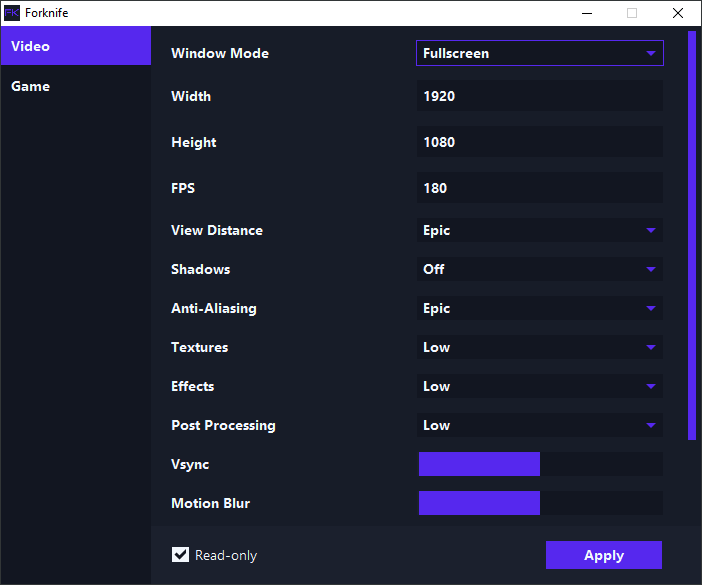 FK Forknife
Video
Game
Window Mode Fullscreen
Width 1920
Height 1080
FPS 180
View Distance Epic
Shadows Off
Anti-Aliasing Epic
Textures Low
Effects Low
Post Processing Low
Vsync
Motion Blur
Read-only Apply